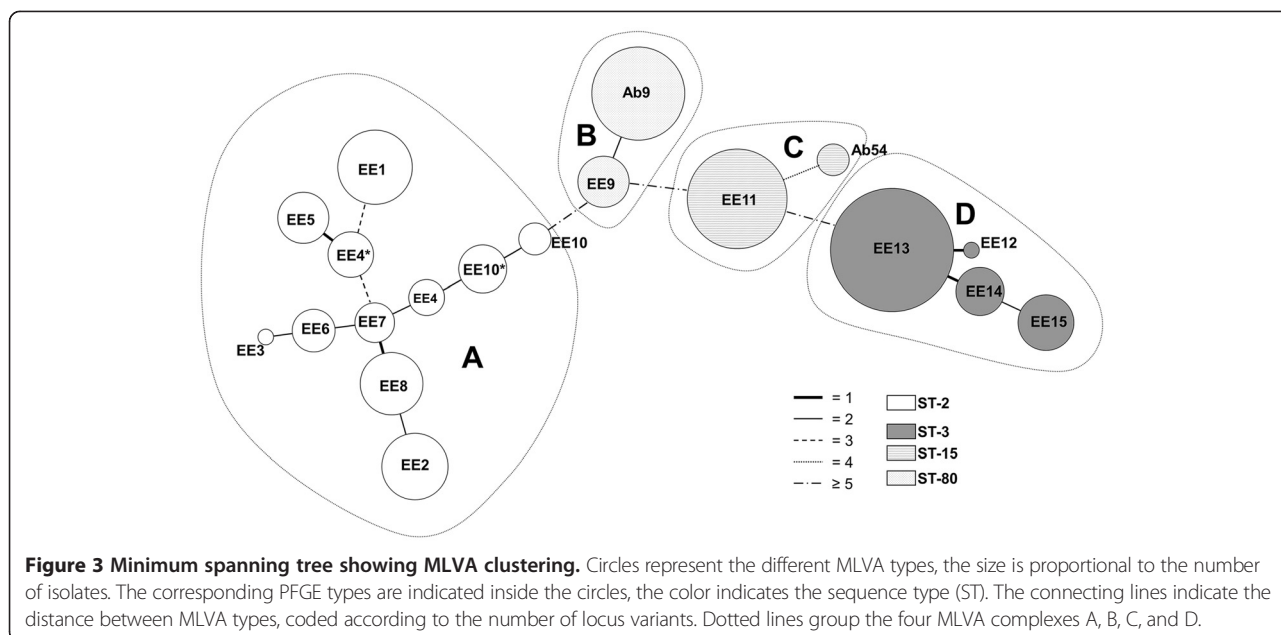 Ab9
B
EE9
C
Ab54
EE11
D
EE13
EE12
EE14
EE15
EE1
EE5
EE4*
EE10
EE10*
EE4
EE7
EE6
EE3
A
EE8
EE2
= 1
= 2
= 3
= 4
≥ 5
ST-2
ST-3
ST-15
ST-80
Figure 3 Minimum spanning tree showing MLVA clustering. Circles represent the different MLVA types, the size is proportional to the number
of isolates. The corresponding PFGE types are indicated inside the circles, the color indicates the sequence type (ST). The connecting lines indicate the
distance between MLVA types, coded according to the number of locus variants. Dotted lines group the four MLVA complexes A, B, C, and D.